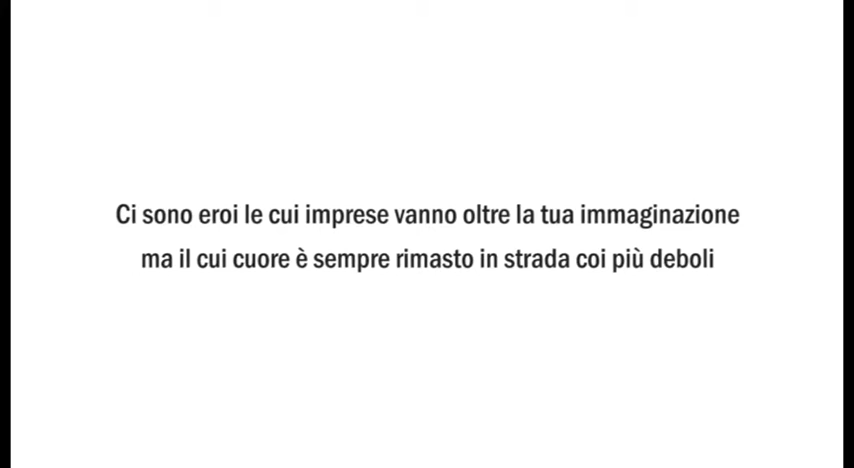 Ci sono eroi le cui imprese vanno oltre la tua immaginazione
ma il cui cuore è sempre rimasto in strada coi più deboli